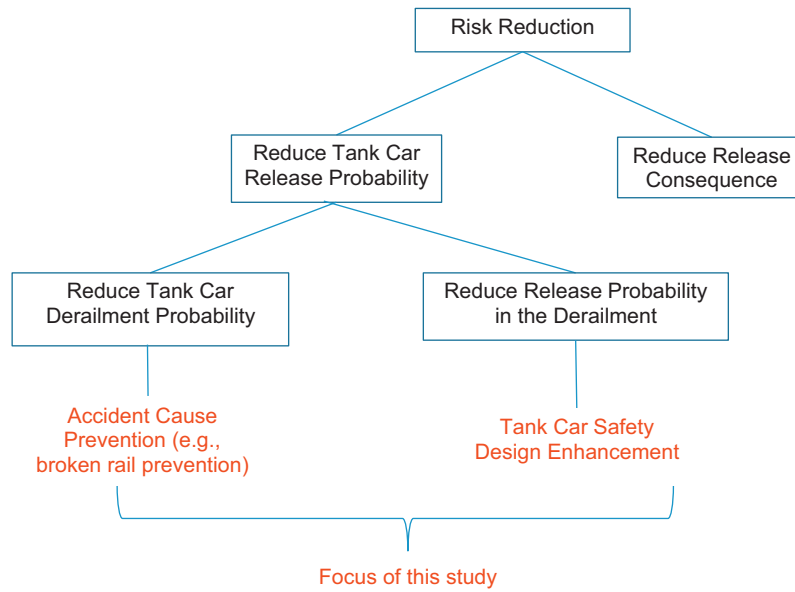 Risk Reduction
Reduce Tank Car
Release Probability
Reduce Release
Consequence
Reduce Tank Car
Derailment Probability
Reduce Release Probability
in the Derailment
Accident Cause
Prevention (e.g.,
broken rail prevention)
Tank Car Safety
Design Enhancement
Focus of this study